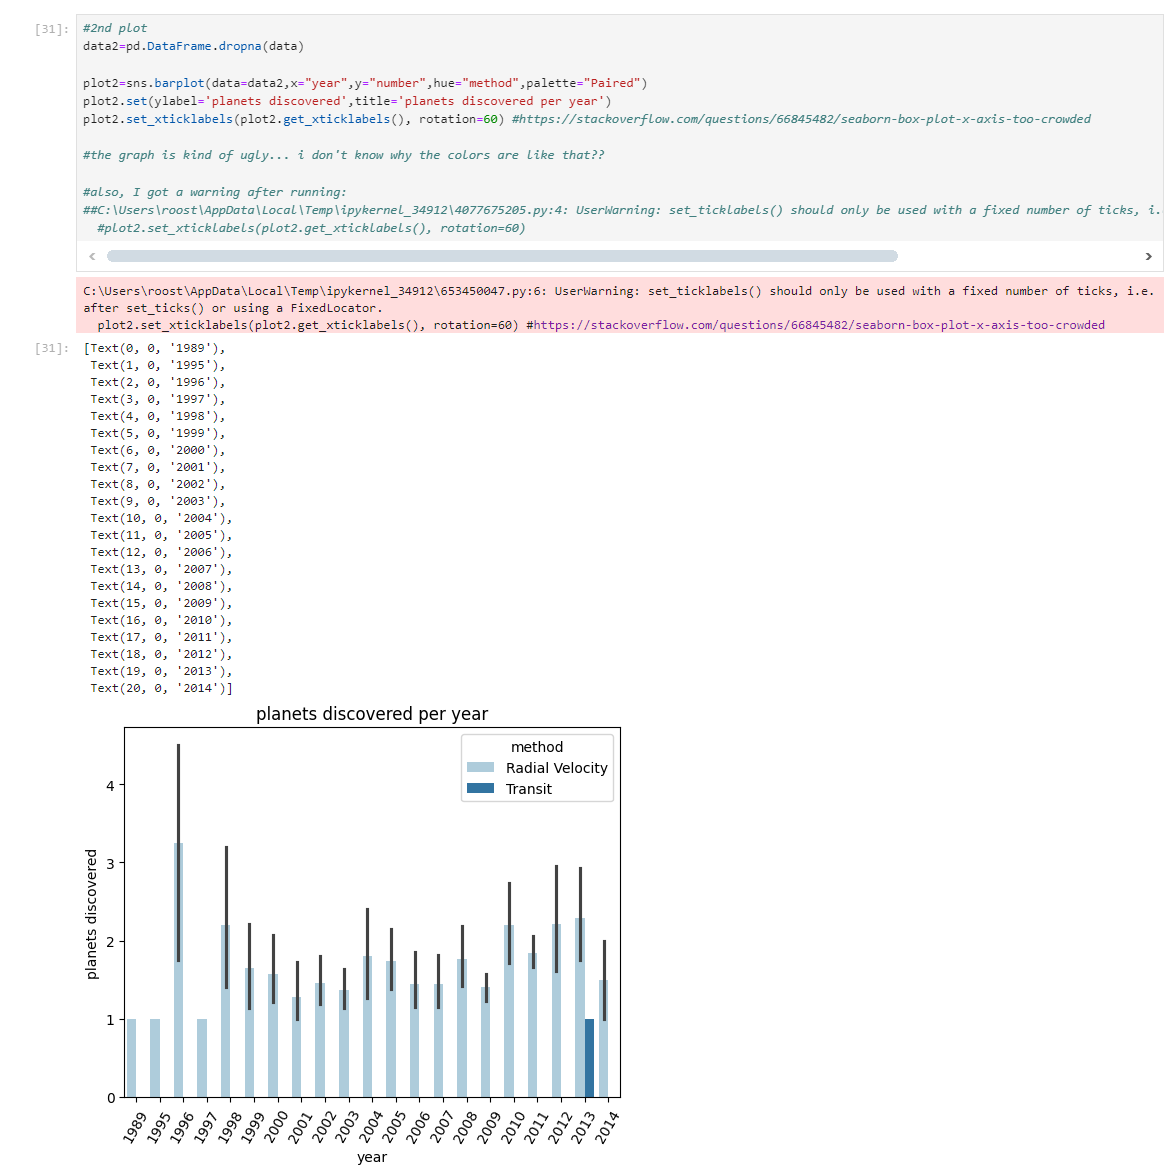 [31]: #2nd plot
data2=pd.DataFrame.dropna(data)
plot2=sns.barplot(data=data2,x="year",y="number",hue="method",palette="Paired")
plot2.set(ylabel='planets discovered',title='planets discovered per year')
plot2.set_xticklabels(plot2.get_xticklabels(), rotation=60) #https://stackoverflow.com/questions/66845482/seaborn-box-plot-x-axis-too-crowded
#the graph is kind of ugly... i don't know why the colors are like that??
#also, I got a warning after running:
##C:\Users\roost\AppData\Local\Temp\ipykernel_34912\4077675205.py:4: UserWarning: set_ticklabels() should only be used with a fixed number of ticks, i.
#plot2.set_xticklabels(plot2.get_xticklabels(), rotation=60)
C:\Users\roost\AppData\Local\Temp\ipykernel_34912\653450047.py:6: UserWarning: set_ticklabels() should only be used with a fixed number of ticks, i.e.
after set_ticks() or using a FixedLocator.
plot2.set_xticklabels(plot2.get_xticklabels(), rotation=60) #https://stackoverflow.com/questions/66845482/seaborn-box-plot-x-axis-too-crowded
[31]: [Text(0, 0, '1989'),
Text(1, 0, '1995'),
Text(2, 0, '1996'),
Text(3, 0, '1997'),
Text(4, 0, '1998'),
Text(5, 0, '1999'),
Text(6, 0, '2000'),
Text(7, 0, '2001'),
Text(8, 0, '2002'),
Text(9, 0, '2003'),
Text(10, 0, '2004'),
Text(11, 0, '2005'),
Text(12, 0, '2006'),
Text(13, 0, '2007'),
Text(14, 0, '2008'),
Text(15, 0, '2009'),
Text(16, 0, '2010'),
Text(17, 0, '2011'),
Text(18, 0, '2012'),
Text(19, 0, '2013'),
Text(20, 0, '2014')]
planets discovered per year
method
Radial Velocity
Transit
planets discovered
4
3
2
1
0
1989 1995 1996 1997 1998 1999 2000 2001 2002 2003 2004 2005 2006 2007 2008 2009 2010 2011 2012 2013 2014
year